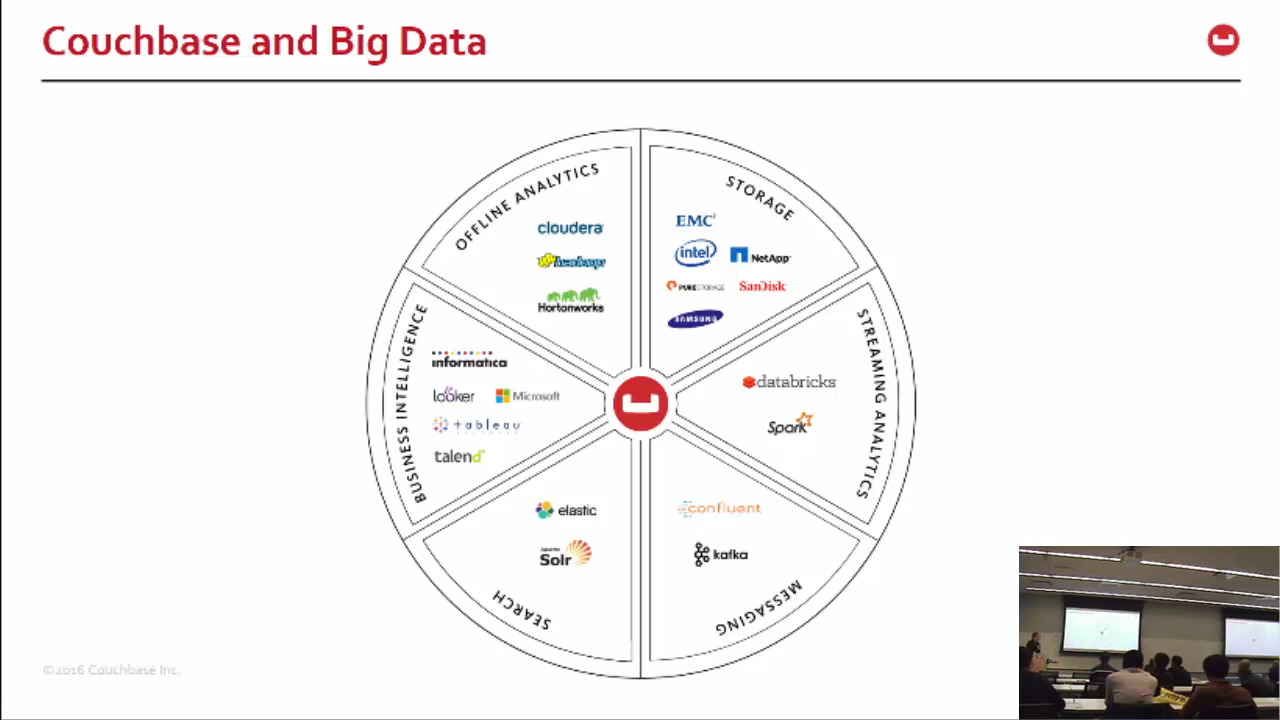 Couchbase and Big Data
OFFLINE ANALYTICS
cloudera
hadoop
Hortonworks
STORAGE
EMC²
intel
NetApp
PURESTORAGE
SanDisk
SAMSUNG
BUSINESS INTELLIGENCE
informatica
looker
Microsoft
tableau
talend
STREAMING ANALYTICS
databricks
Spark
SEARCH
elastic
Solr
MESSAGING
confluent
kafka
©2016 Couchbase Inc.